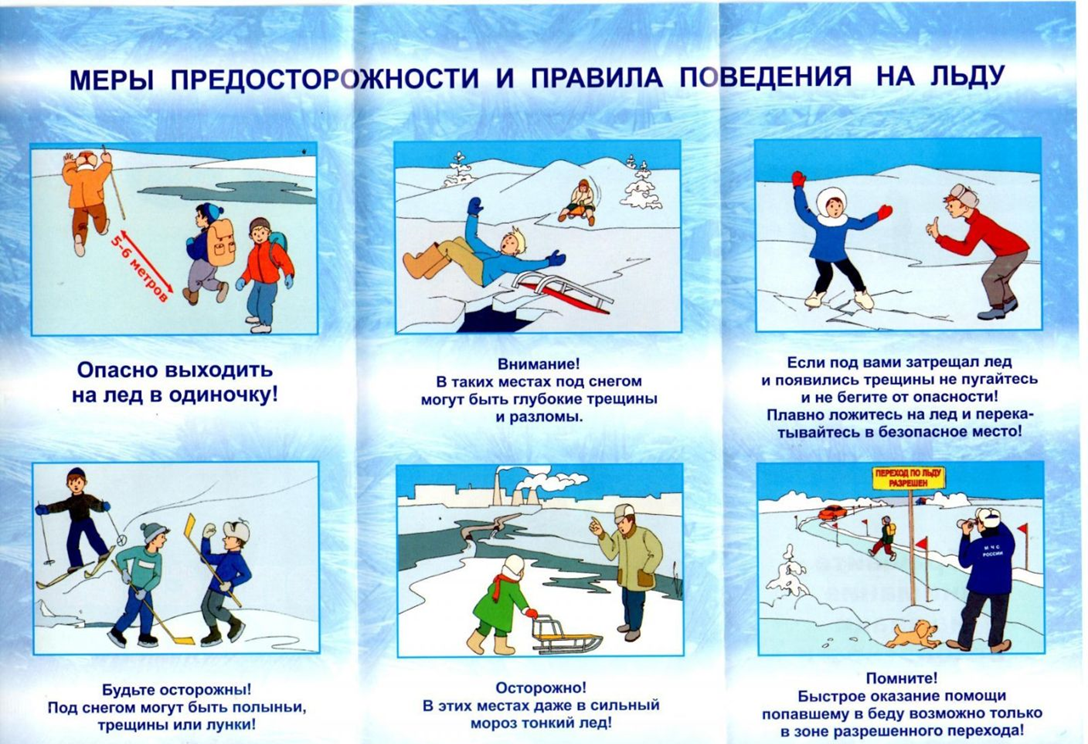 МЕРЫ ПРЕДОСТОРОЖНОСТИ И ПРАВИЛА ПОВЕДЕНИЯ НА ЛЬДУ
5-6 метров
Опасно выходить
на лед в одиночку!
Внимание!
В таких местах под снегом
могут быть глубокие трещины
и разломы.
Если под вами затрещал лед
и появились трещины не пугайтесь
и не бегите от опасности!
Плавно ложитесь на лед и перека-
тывайтесь в безопасное место!
Будьте осторожны!
Под снегом могут быть полыньи,
трещины или лунки!
Осторожно!
В этих местах даже в сильный
мороз тонкий лед!
ПЕРЕХОД ПО ЛЬДУ
РАЗРЕШЕН
МЧС
РОССИИ
Помните!
Быстрое оказание помощи
попавшему в беду возможно только
в зоне разрешенного перехода!